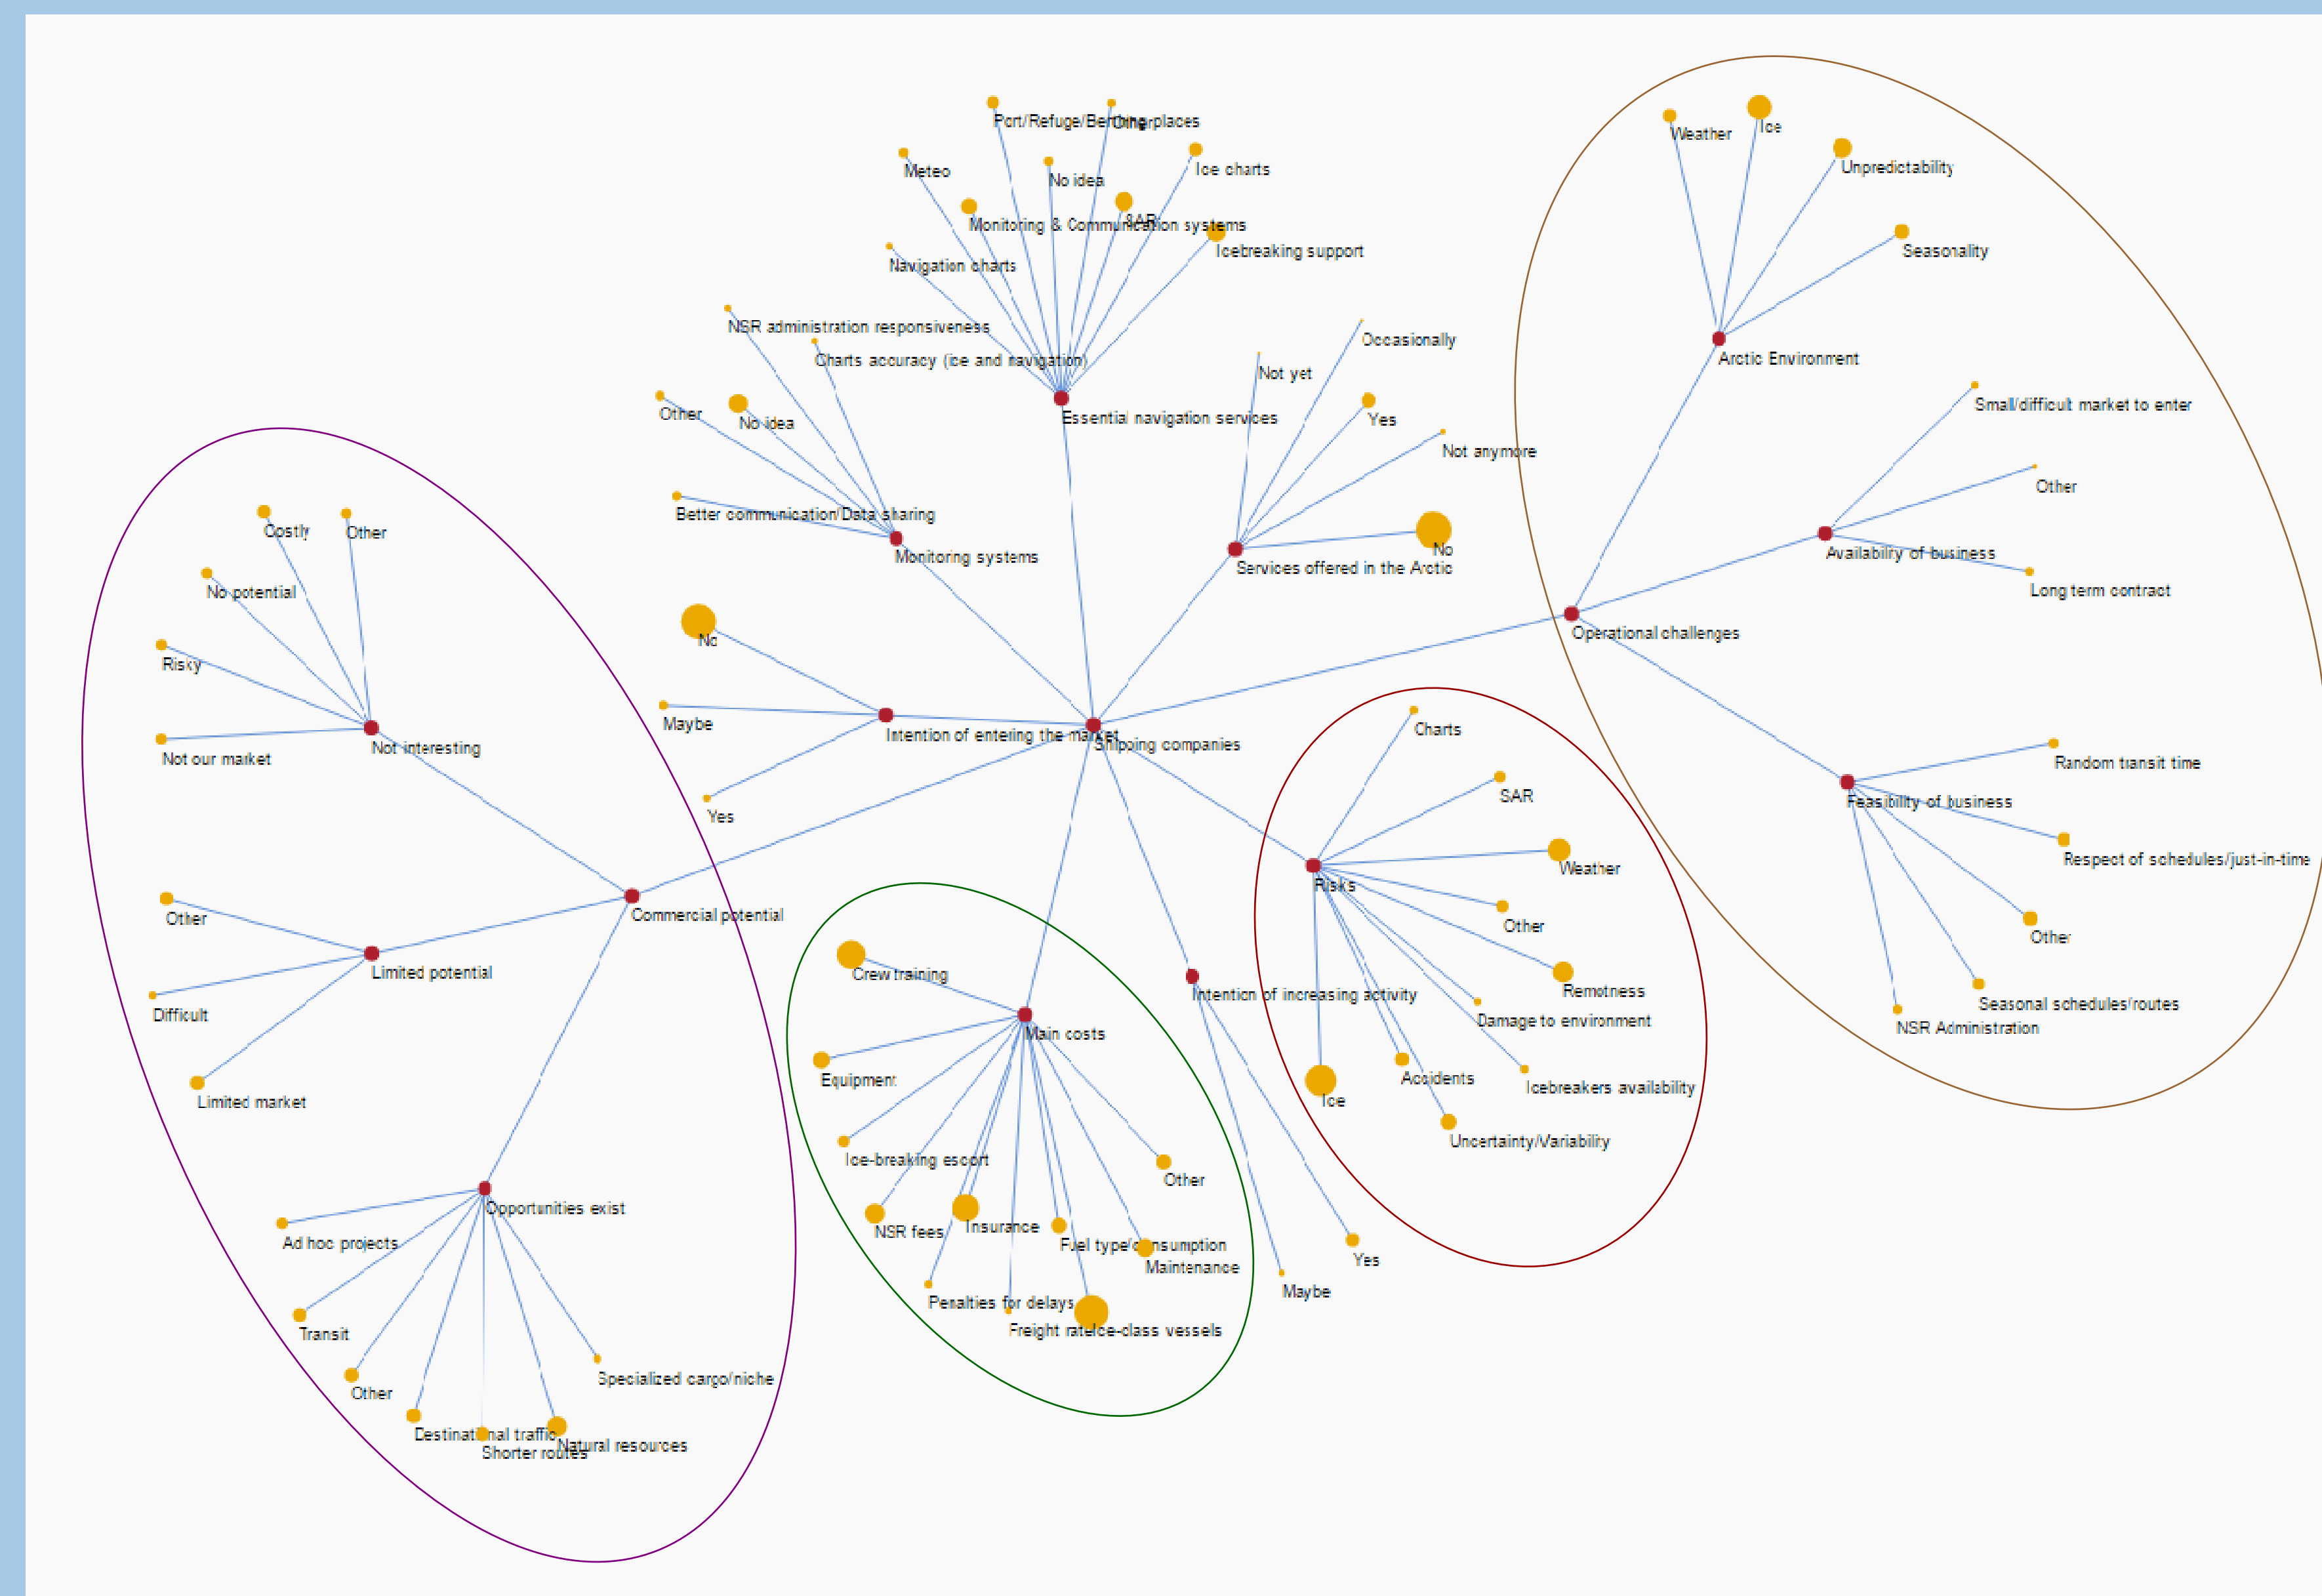 Port/Refuge/Berthing places
Other
Meteo
No idea
Ice charts
SAR
Monitoring & Communication systems
Icebreaking support
Navigation charts
Essential navigation services
NSR administration responsiveness
Charts accuracy (ice and navigation)
Other
No idea
Better communication/Data sharing
Monitoring systems
Occasionally
Not yet
Yes
Not anymore
No
Services offered in the Arctic
Weather
Ice
Unpredictability
Seasonality
Arctic Environment
Small/difficult market to enter
Other
Availability of business
Long term contract
Operational challenges
Random transit time
Feasibility of business
Respect of schedules/just-in-time
Other
Seasonal schedules/routes
NSR Administration
No
Maybe
Intention of entering the market
Shipping companies
Yes
Costly
Other
No potential
Risky
Not our market
Not interesting
Commercial potential
Other
Limited potential
Difficult
Limited market
Opportunities exist
Ad hoc projects
Transit
Other
Destinational traffic
Shorter routes
Natural resources
Specialized cargo/niche
Crew training
Main costs
Equipment
Ice-breaking escort
NSR fees
Insurance
Fuel type/consumption
Maintenance
Other
Penalties for delays
Freight rate
Ice-class vessels
Intention of increasing activity
Yes
Maybe
Charts
SAR
Weather
Risks
Other
Remotness
Damage to environment
Accidents
Icebreakers availability
Ice
Uncertainty/Variability